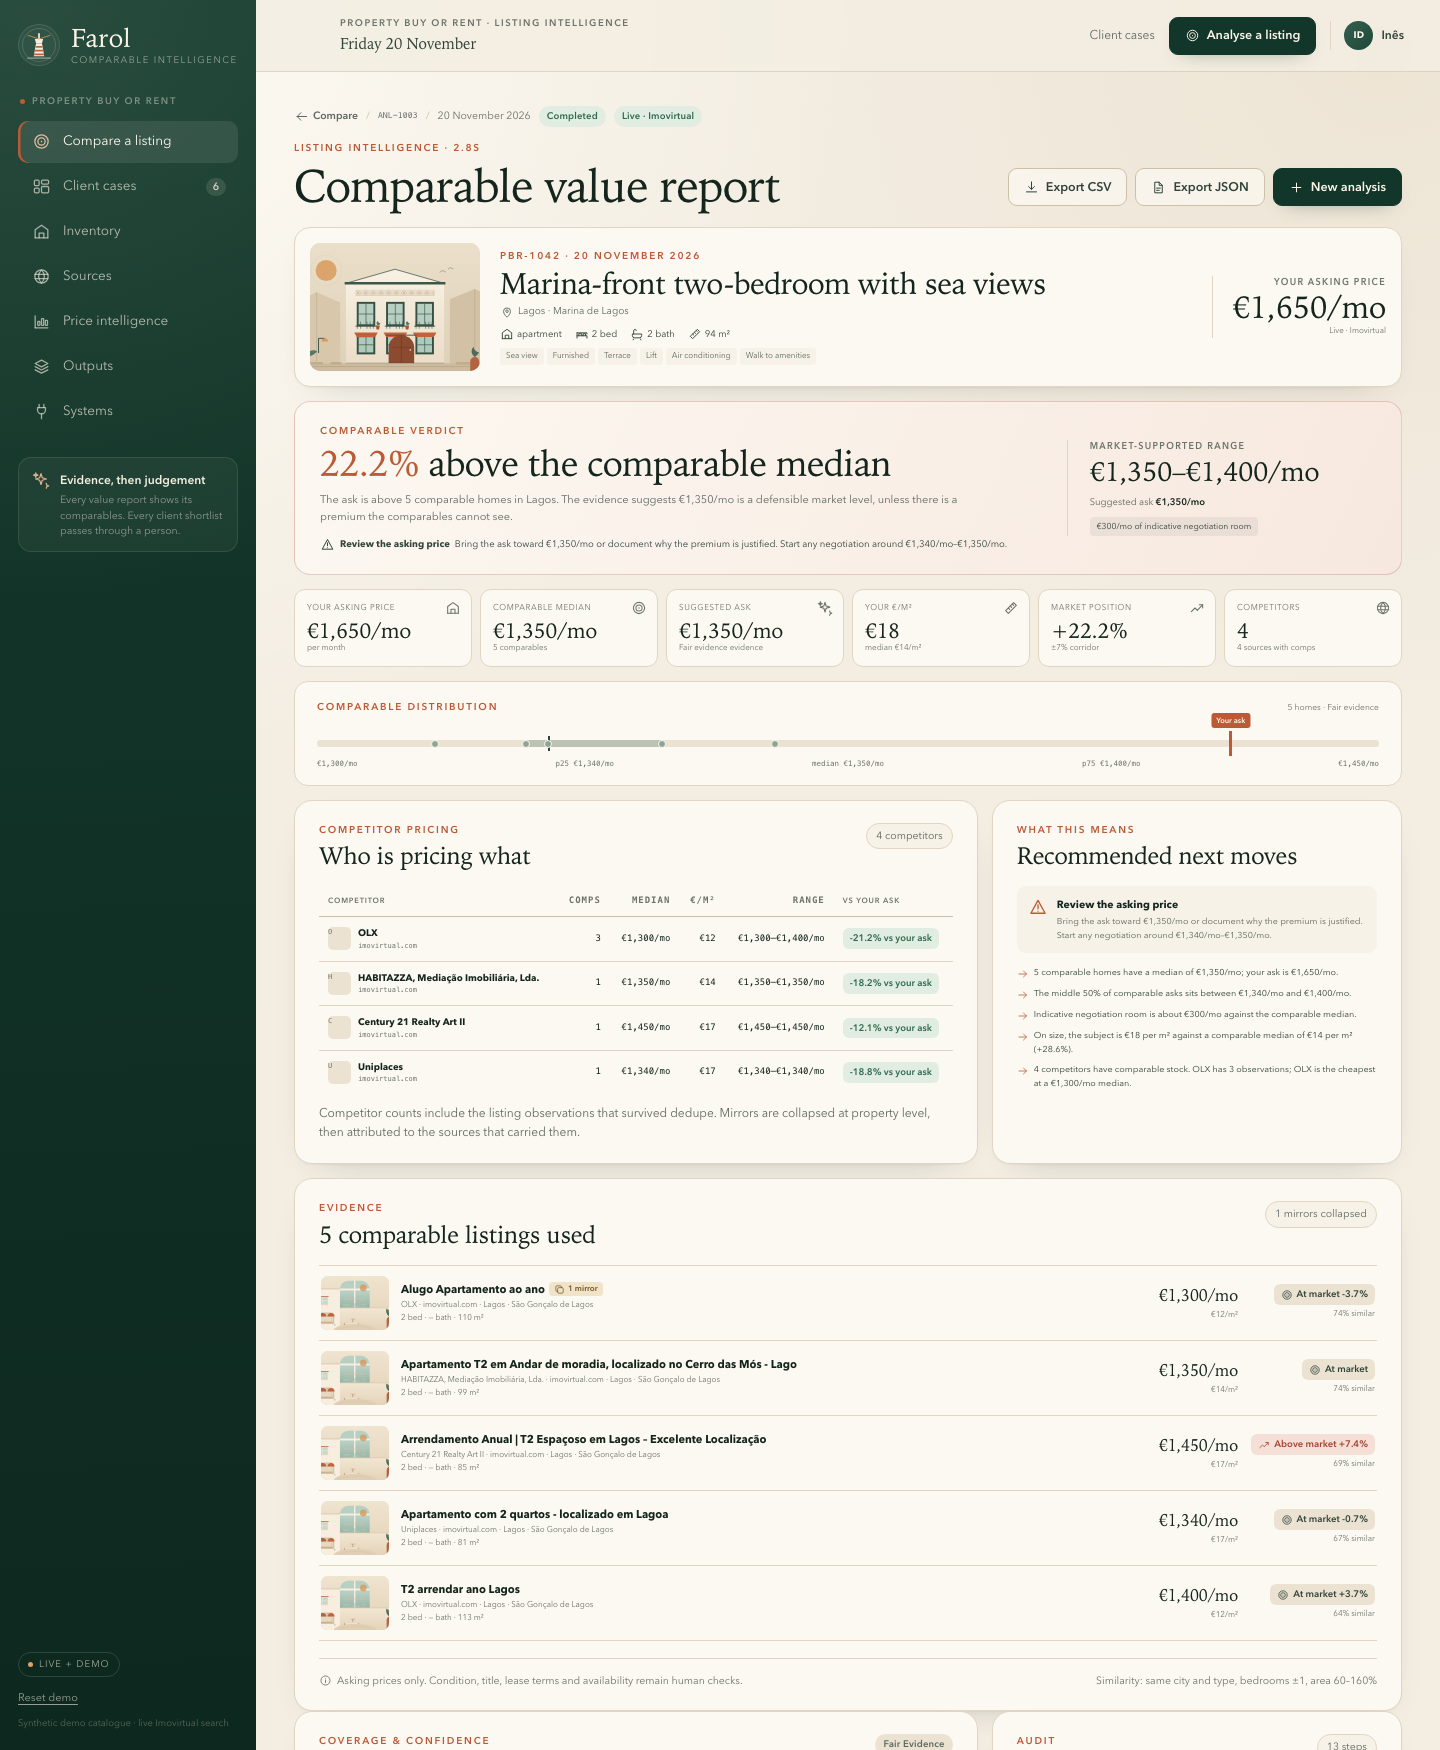 Farol
COMPARABLE INTELLIGENCE
PROPERTY BUY OR RENT
Compare a listing
Client cases 6
Inventory
Sources
Price intelligence
Outputs
Systems
Evidence, then judgement
Every value report shows its
comparables. Every client shortlist
passes through a person.
LIVE + DEMO
Reset demo
Synthetic demo catalogue · live Imovirtual search
PROPERTY BUY OR RENT · LISTING INTELLIGENCE
Friday 20 November
Client cases
Analyse a listing
ID Inês
Compare / ANL-1003 / 20 November 2026 Completed Live · Imovirtual
LISTING INTELLIGENCE · 2.8S
Comparable value report
Export CSV
Export JSON
New analysis
PBR-1042 · 20 NOVEMBER 2026
Marina-front two-bedroom with sea views
Lagos · Marina de Lagos
apartment 2 bed 2 bath 94 m²
Sea view Furnished Terrace Lift Air conditioning Walk to amenities
YOUR ASKING PRICE
€1,650/mo
Live · Imovirtual
COMPARABLE VERDICT
22.2% above the comparable median
The ask is above 5 comparable homes in Lagos. The evidence suggests €1,350/mo is a defensible market level, unless there is a
premium the comparables cannot see.
Review the asking price Bring the ask toward €1,350/mo or document why the premium is justified. Start any negotiation around €1,340/mo–€1,350/mo.
MARKET-SUPPORTED RANGE
€1,350–€1,400/mo
Suggested ask €1,350/mo
€300/mo of indicative negotiation room
YOUR ASKING PRICE
€1,650/mo
per month
COMPARABLE MEDIAN
€1,350/mo
5 comparables
SUGGESTED ASK
€1,350/mo
Fair evidence evidence
YOUR €/M²
€18
median €14/m²
MARKET POSITION
+22.2%
±7% corridor
COMPETITORS
4
4 sources with comps
COMPARABLE DISTRIBUTION
5 homes · Fair evidence
Your ask
€1,300/mo p25 €1,340/mo median €1,350/mo p75 €1,400/mo €1,450/mo
COMPETITOR PRICING
Who is pricing what
4 competitors
COMPETITOR COMPS MEDIAN €/M² RANGE VS YOUR ASK
O OLX 3 €1,300/mo €12 €1,300–€1,400/mo -21.2% vs your ask
imovirtual.com
H HABITAZZA, Mediação Imobiliária, Lda. 1 €1,350/mo €14 €1,350–€1,350/mo -18.2% vs your ask
imovirtual.com
C Century 21 Realty Art II 1 €1,450/mo €17 €1,450–€1,450/mo -12.1% vs your ask
imovirtual.com
U Uniplaces 1 €1,340/mo €17 €1,340–€1,340/mo -18.8% vs your ask
imovirtual.com
Competitor counts include the listing observations that survived dedupe. Mirrors are collapsed at property level,
then attributed to the sources that carried them.
WHAT THIS MEANS
Recommended next moves
Review the asking price
Bring the ask toward €1,350/mo or document why the premium is justified.
Start any negotiation around €1,340/mo–€1,350/mo.
5 comparable homes have a median of €1,350/mo; your ask is €1,650/mo.
The middle 50% of comparable asks sits between €1,340/mo and €1,400/mo.
Indicative negotiation room is about €300/mo against the comparable median.
On size, the subject is €18 per m² against a comparable median of €14 per m²
(+28.6%).
4 competitors have comparable stock. OLX has 3 observations; OLX is the cheapest
at a €1,300/mo median.
EVIDENCE
5 comparable listings used
1 mirrors collapsed
Alugo Apartamento ao ano 1 mirror
OLX · imovirtual.com · Lagos · São Gonçalo de Lagos
2 bed · – bath · 110 m²
€1,300/mo
€12/m²
At market -3.7%
74% similar
Apartamento T2 em Andar de moradia, localizado no Cerro das Mós - Lago
HABITAZZA, Mediação Imobiliária, Lda. · imovirtual.com · Lagos · São Gonçalo de Lagos
2 bed · – bath · 99 m²
€1,350/mo
€14/m²
At market
74% similar
Arrendamento Anual | T2 Espaçoso em Lagos – Excelente Localização
Century 21 Realty Art II · imovirtual.com · Lagos · São Gonçalo de Lagos
2 bed · – bath · 85 m²
€1,450/mo
€17/m²
Above market +7.4%
69% similar
Apartamento com 2 quartos - localizado em Lagoa
Uniplaces · imovirtual.com · Lagos · São Gonçalo de Lagos
2 bed · – bath · 81 m²
€1,340/mo
€17/m²
At market -0.7%
67% similar
T2 arrendar ano Lagos
OLX · imovirtual.com · Lagos · São Gonçalo de Lagos
2 bed · – bath · 113 m²
€1,400/mo
€12/m²
At market +3.7%
64% similar
Asking prices only. Condition, title, lease terms and availability remain human checks.
Similarity: same city and type, bedrooms ±1, area 60–160%
COVERAGE & CONFIDENCE
Fair Evidence
AUDIT
13 steps